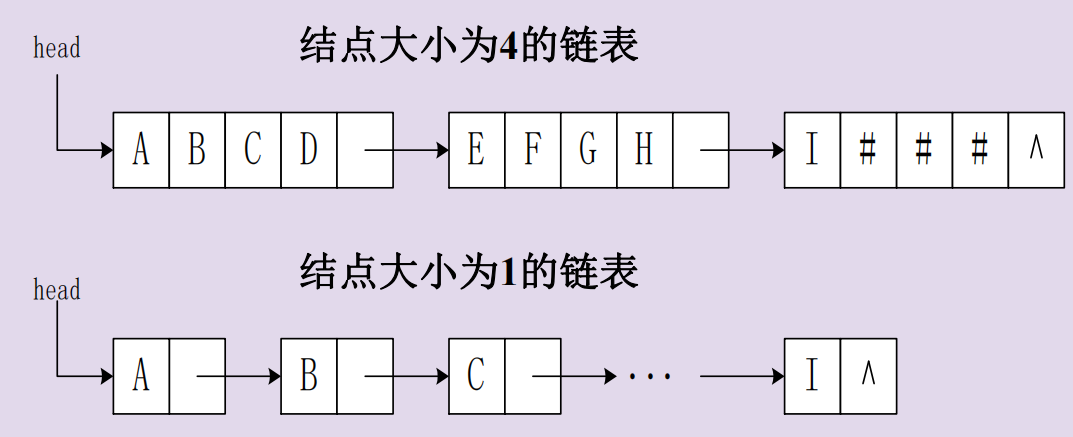 head
结点大小为4的链表
A B C D E F G H I # # # ^
head
结点大小为1的链表
A B C ... I ^